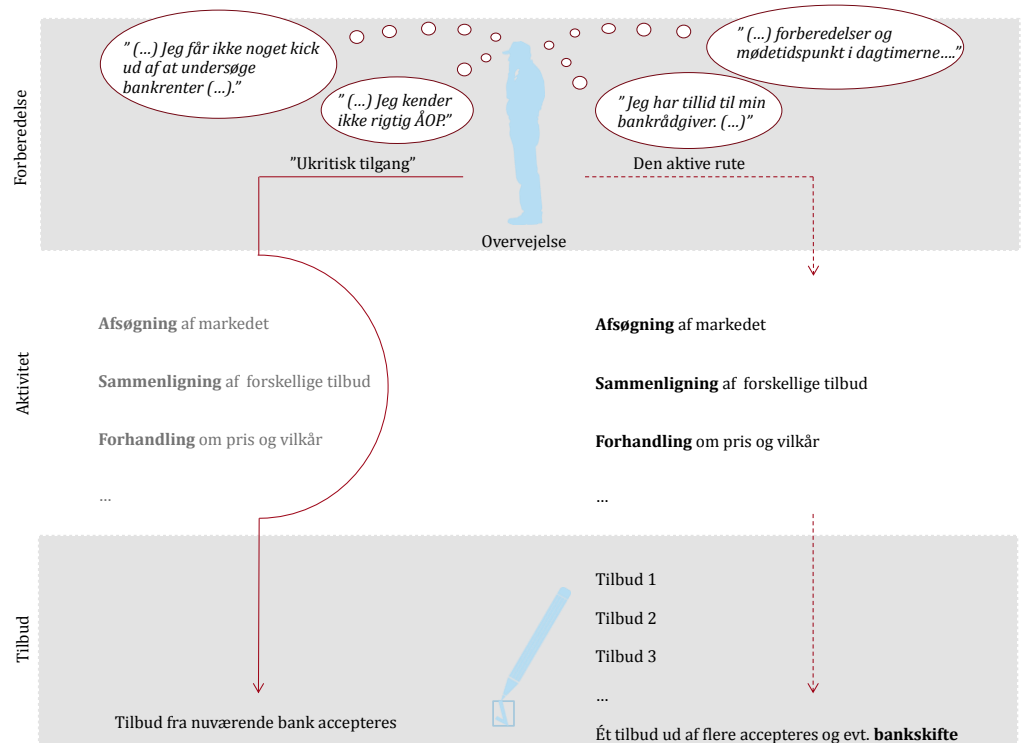 Forberedelse
" (…) Jeg får ikke noget kick
ud af at undersøge
bankrenter (…)."
" (…) Jeg kender
ikke rigtig ÅOP."
" (…) forberedelser og
mødetidspunkt i dagtimerne…."
"Jeg har tillid til min
bankrådgiver. (…)"
"Ukritisk tilgang"
Den aktive rute
Overvejelse
Aktivitet
Afsøgning af markedet
Sammenligning af forskellige tilbud
Forhandling om pris og vilkår
…
Afsøgning af markedet
Sammenligning af forskellige tilbud
Forhandling om pris og vilkår
…
Tilbud
Tilbud fra nuværende bank accepteres
Tilbud 1
Tilbud 2
Tilbud 3
…
Ét tilbud ud af flere accepteres og evt. bankskifte